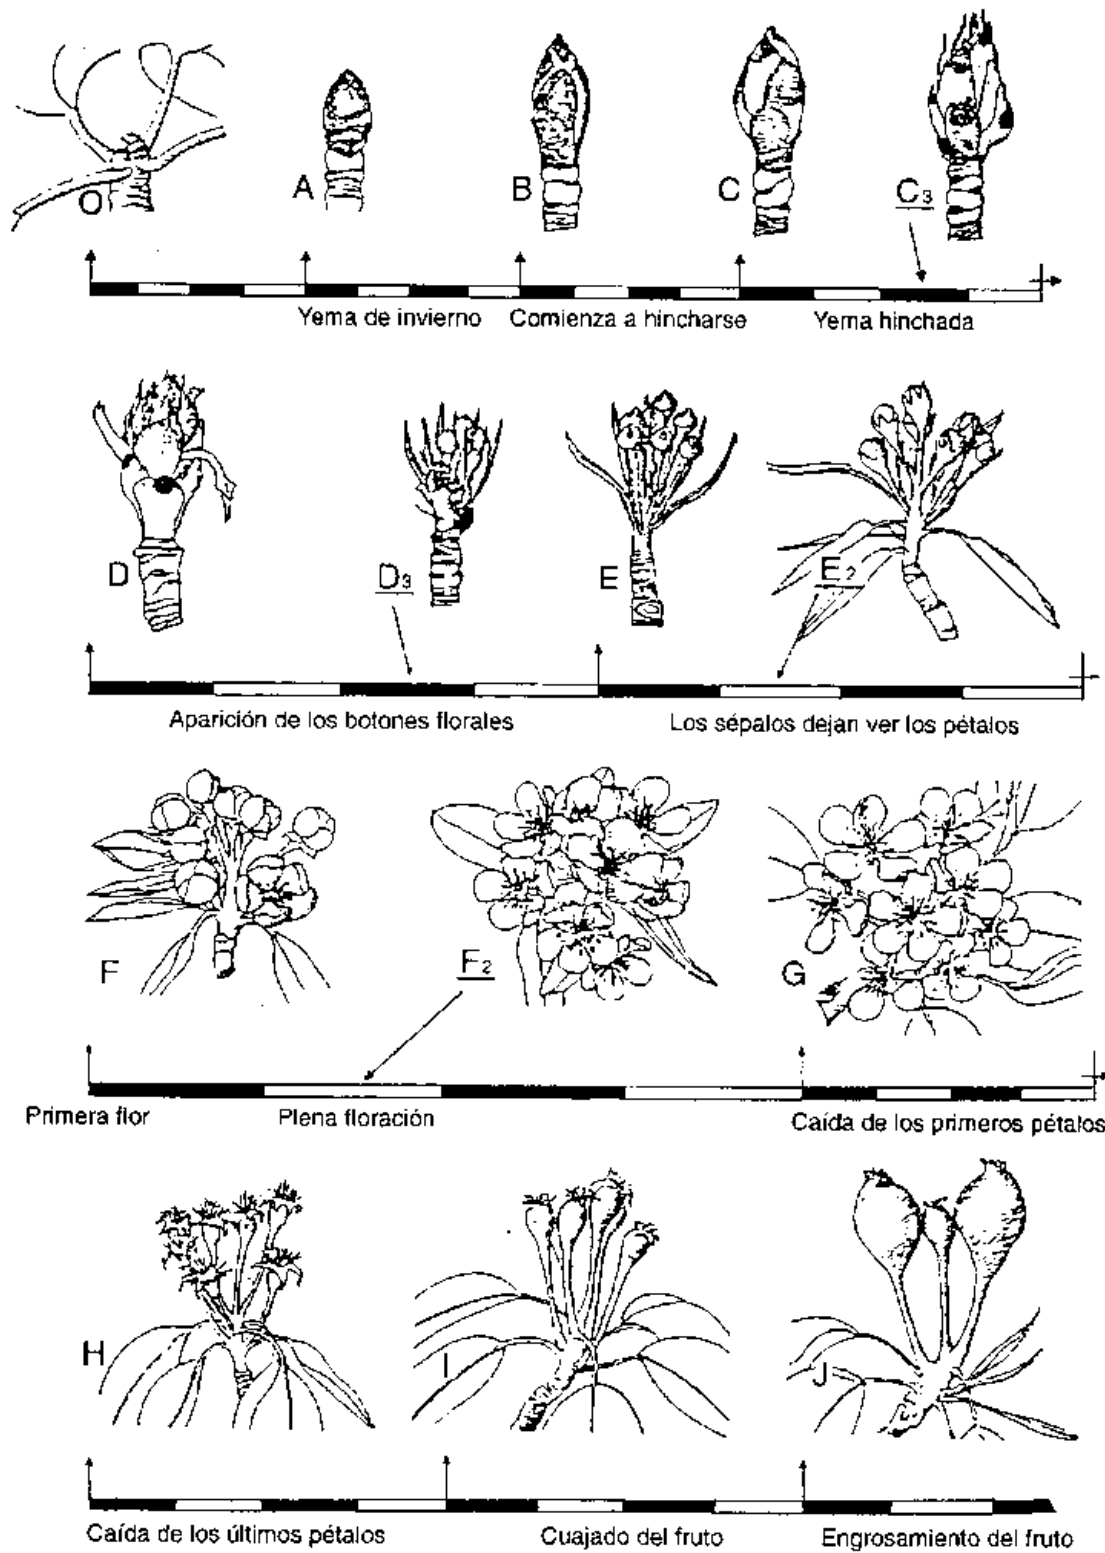 O A B C C3
Yema de invierno Comienza a hincharse Yema hinchada
D D3 E E2
Aparición de los botones florales Los sépalos dejan ver los pétalos
F F2 G
Primera flor Plena floración Caída de los primeros pétalos
H I J
Caída de los últimos pétalos Cuajado del fruto Engrosamiento del fruto